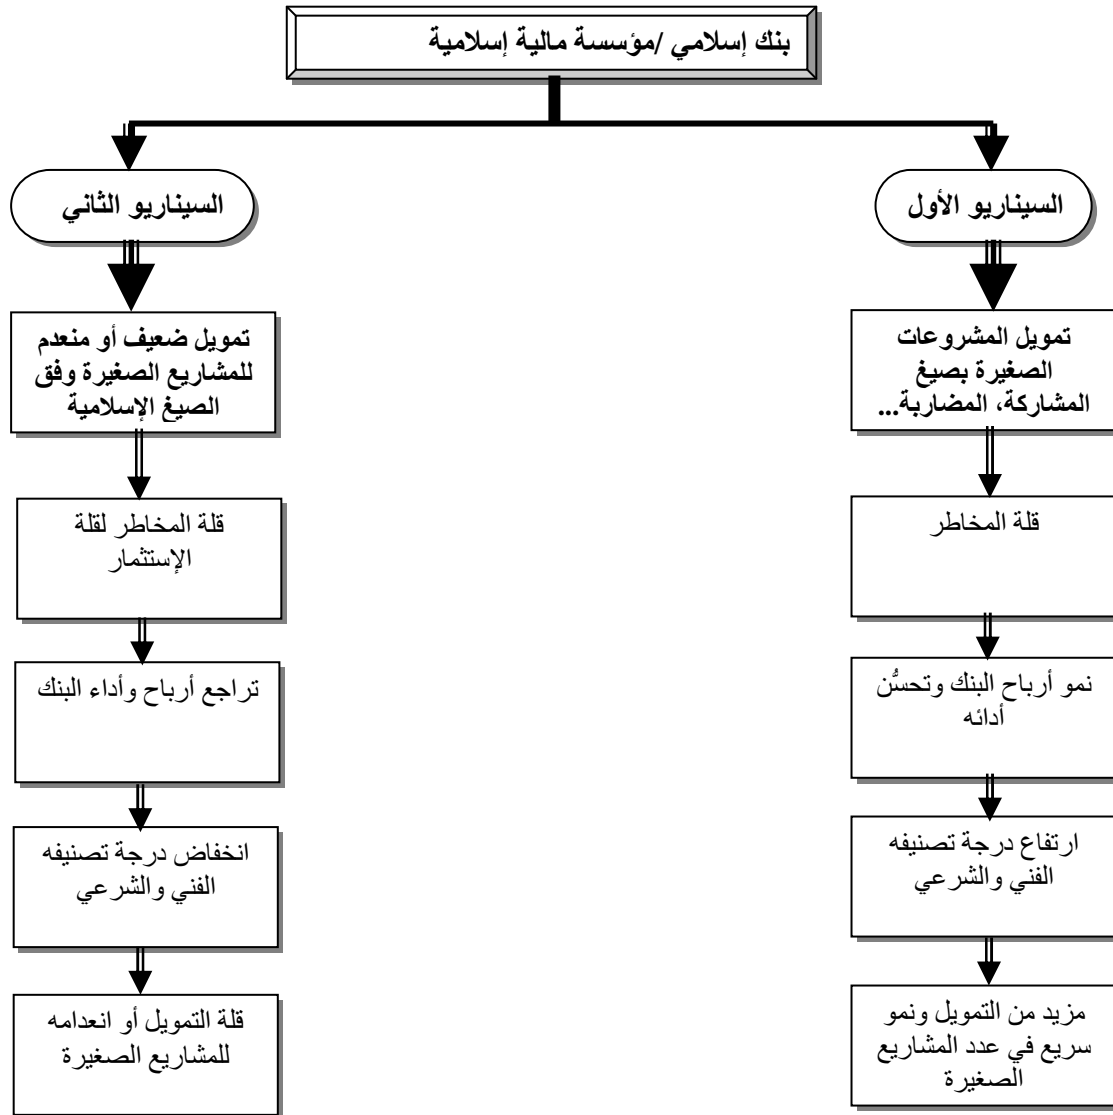 بنك إسلامي /مؤسسة مالية إسلامية
السيناريو الأول
تمويل المشروعات
الصغيرة بصيغ
المشاركة، المضاربة...
قلة المخاطر
نمو أرباح البنك وتحسُّن
أدائه
ارتفاع درجة تصنيفه
الفني والشرعي
مزيد من التمويل ونمو
سريع في عدد المشاريع
الصغيرة
السيناريو الثاني
تمويل ضعيف أو منعدم
للمشاريع الصغيرة وفق
الصيغ الإسلامية
قلة المخاطر لقلة
الإستثمار
تراجع أرباح وأداء البنك
انخفاض درجة تصنيفه
الفني والشرعي
قلة التمويل أو انعدامه
للمشاريع الصغيرة